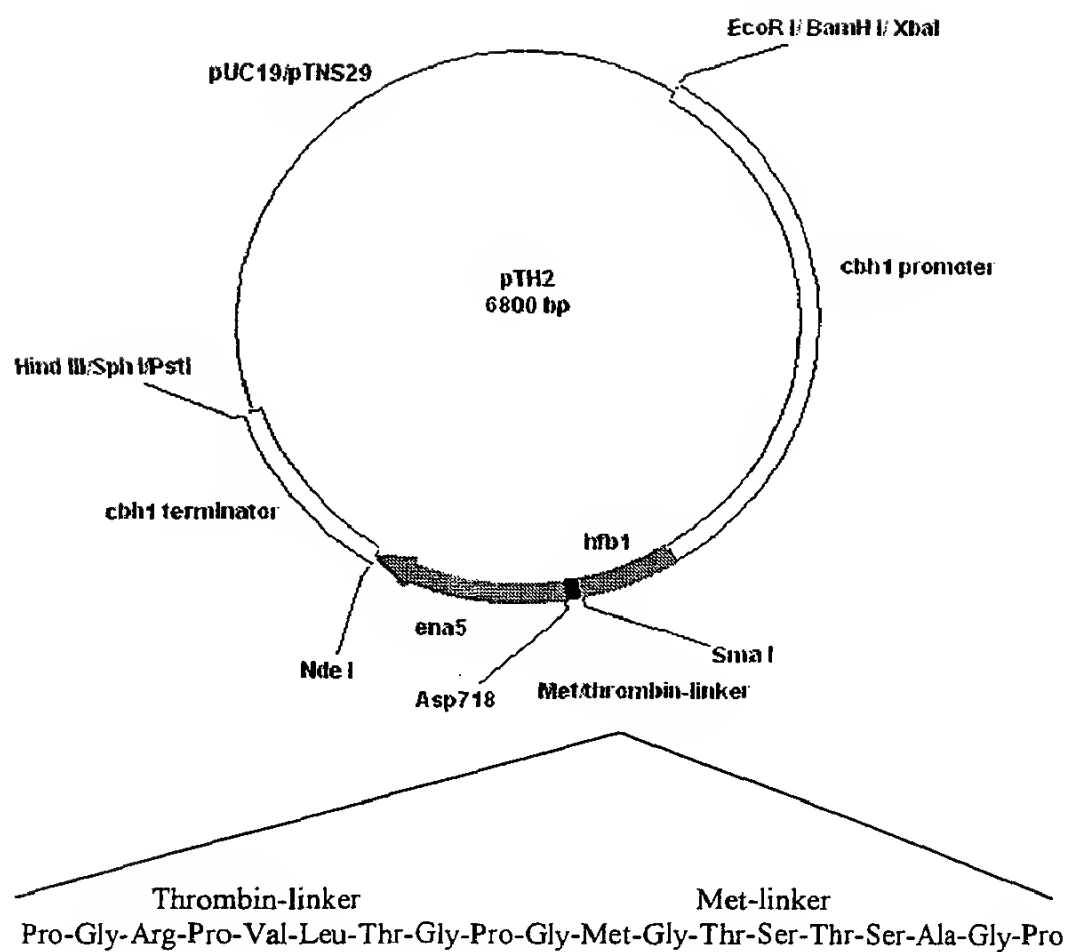 EcoR I/ BamH I/ XbaI
pUC19/pTNS29
cbh1 promoter
pTH2
6800 bp
Hind III/Sph I/PstI
cbh1 terminator
hfb1
ena5
Sma I
Nde I
Asp718
Met/thrombin-linker
Thrombin-linker Met-linker
Pro-Gly-Arg-Pro-Val-Leu-Thr-Gly-Pro-Gly-Met-Gly-Thr-Ser-Thr-Ser-Ala-Gly-Pro